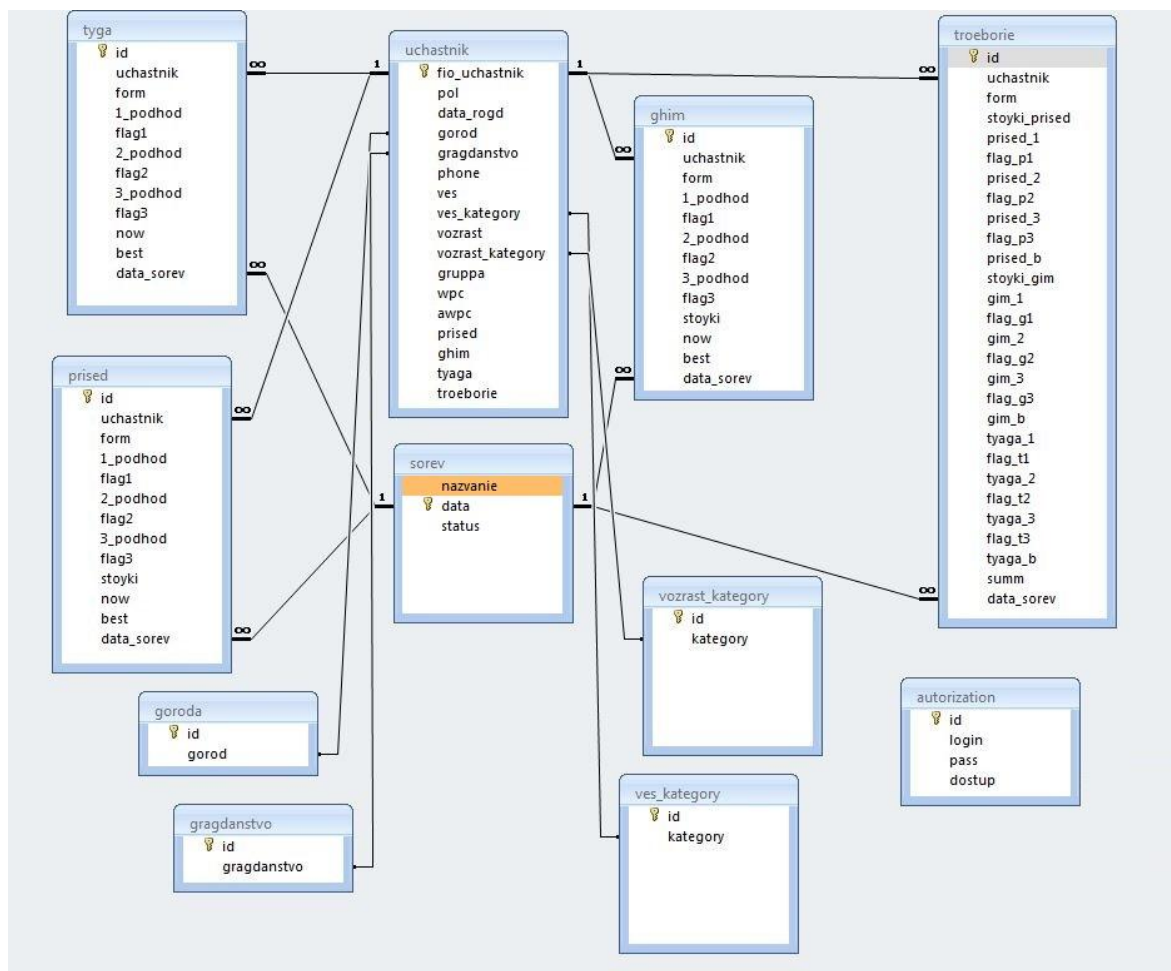 tyga
id
uchastnik
form
1_podhod
flag1
2_podhod
flag2
3_podhod
flag3
now
best
data_sorev
uchastnik
fio_uchastnik
pol
data_rogd
gorod
gragdanstvo
phone
ves
ves_kategory
vozrast
vozrast_kategory
gruppa
wpc
awpc
prised
ghim
tyaga
troeborie
ghim
id
uchastnik
form
1_podhod
flag1
2_podhod
flag2
3_podhod
flag3
stoyki
now
best
data_sorev
troeborie
id
uchastnik
form
stoyki_prised
prised_1
flag_p1
prised_2
flag_p2
prised_3
flag_p3
prised_b
stoyki_gim
gim_1
flag_g1
gim_2
flag_g2
gim_3
flag_g3
gim_b
tyaga_1
flag_t1
tyaga_2
flag_t2
tyaga_3
flag_t3
tyaga_b
summ
data_sorev
prised
id
uchastnik
form
1_podhod
flag1
2_podhod
flag2
3_podhod
flag3
stoyki
now
best
data_sorev
sorev
nazvanie
data
status
vozrast_kategory
id
kategory
autorization
id
login
pass
dostup
goroda
id
gorod
ves_kategory
id
kategory
gragdanstvo
id
gragdanstvo
∞
1
1
∞
∞
∞
∞
∞
1
1
∞
∞